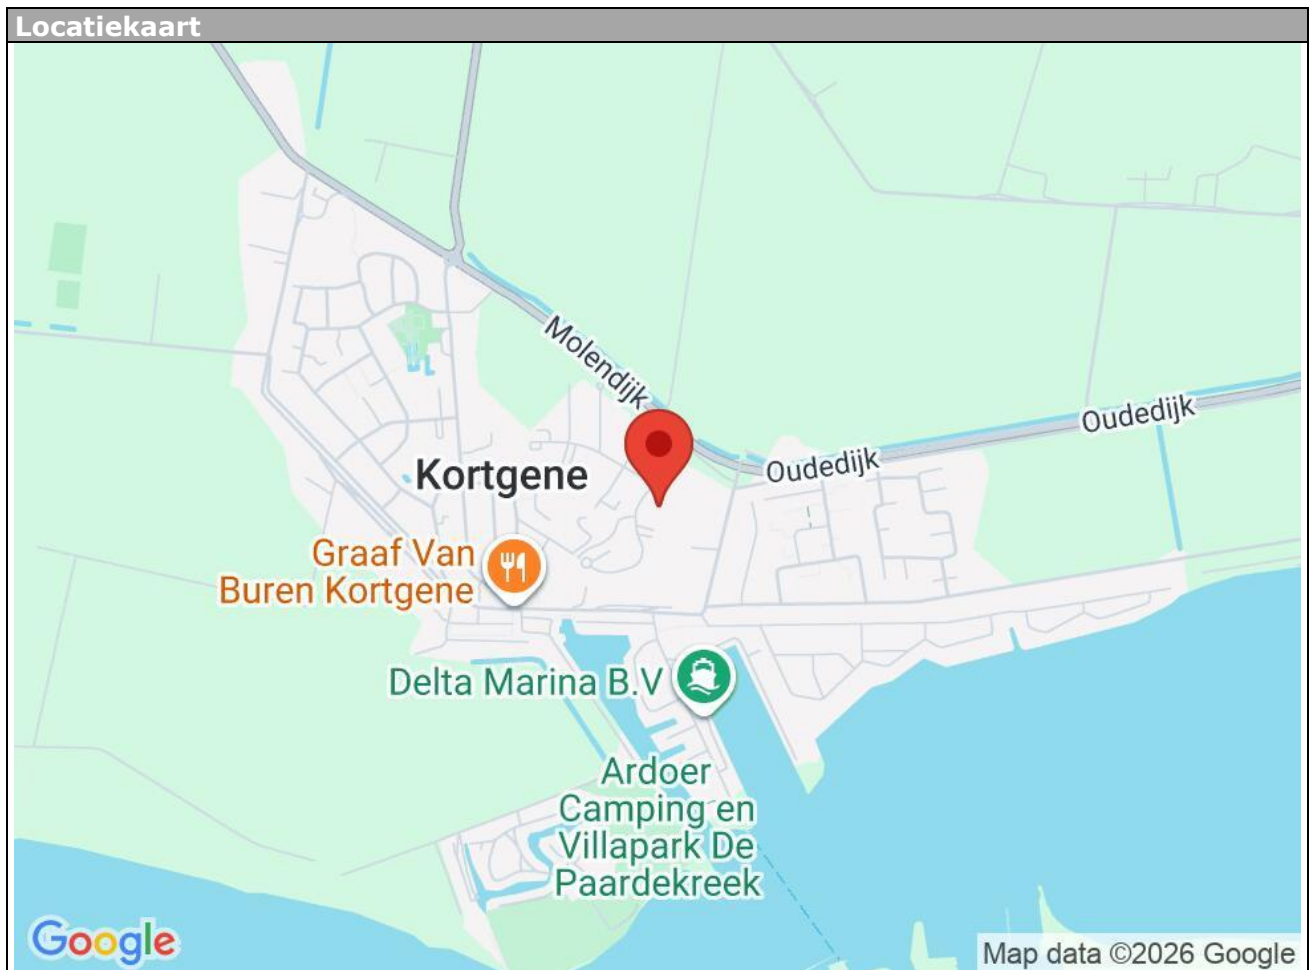 Locatiekaart
Molendijk
Oudedijk
Oudedijk
Kortgene
Graaf Van
Buren Kortgene
Delta Marina B.V
Ardoer
Camping en
Villapark De
Paardekreek
Google
Map data ©2026 Google